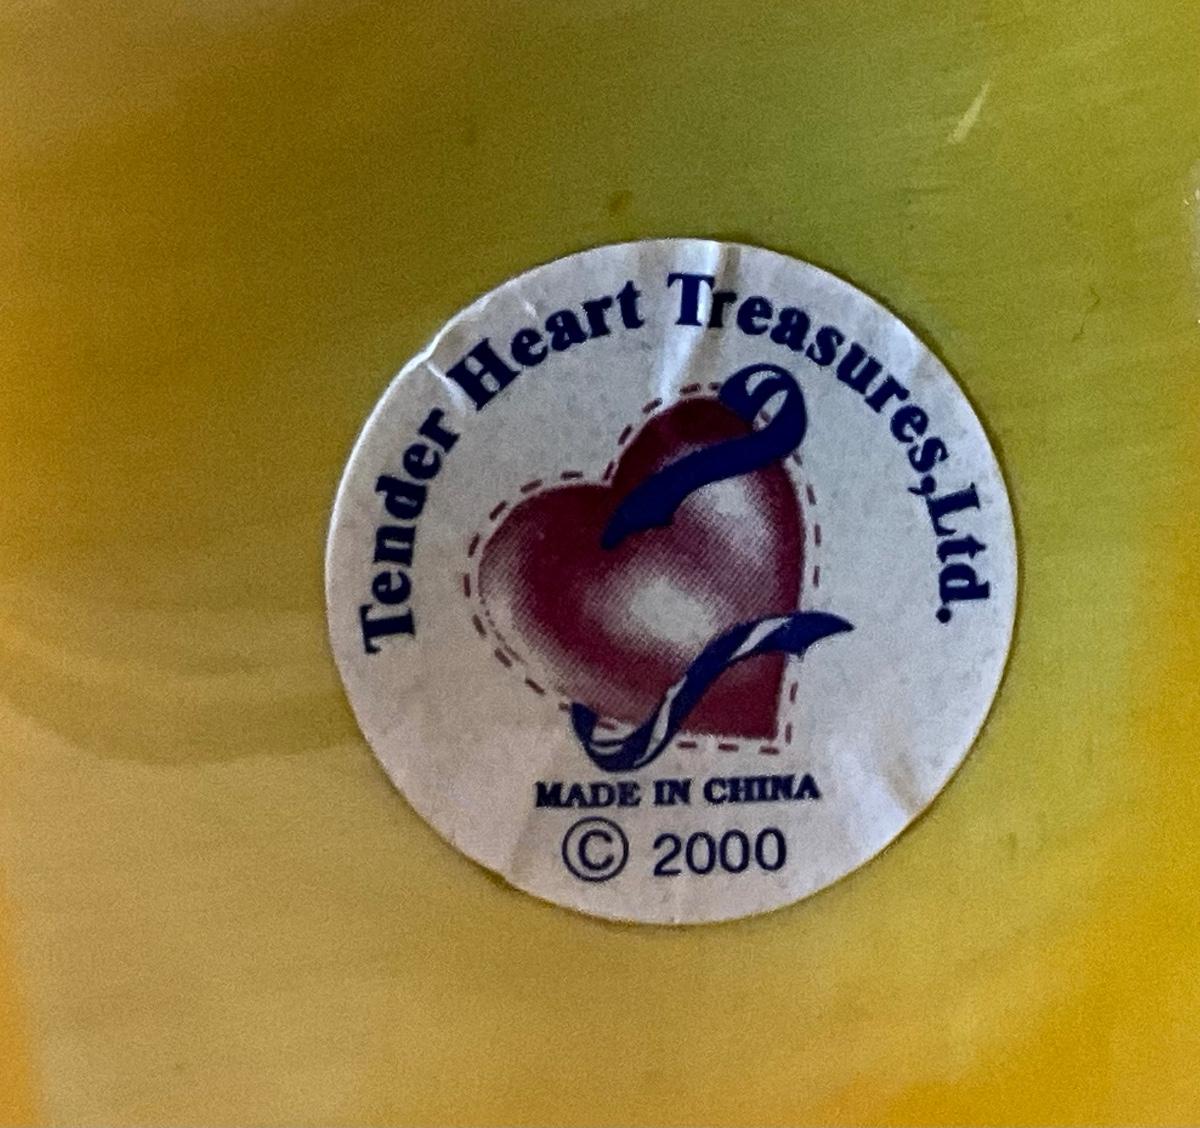 Tender Heart Treasures, Ltd.
MADE IN CHINA
© 2000